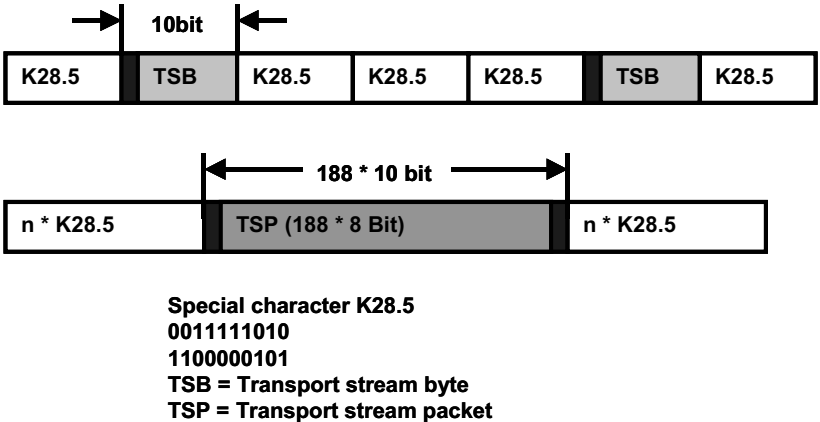 10bit
K28.5 TSB K28.5 K28.5 K28.5 TSB K28.5
188 * 10 bit
n * K28.5 TSP (188 * 8 Bit) n * K28.5
Special character K28.5
0011111010
1100000101
TSB = Transport stream byte
TSP = Transport stream packet